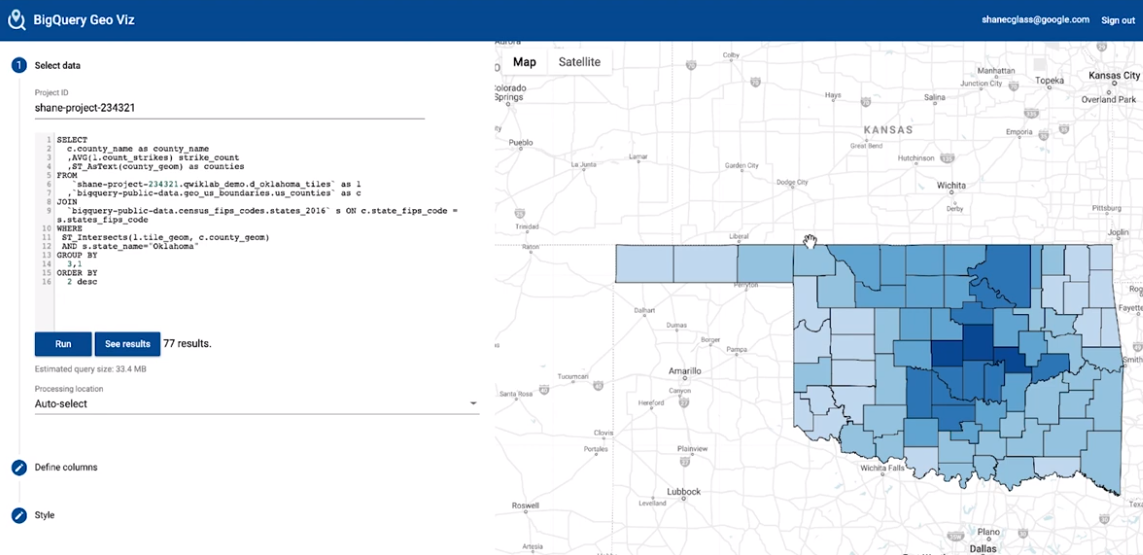 BigQuery Geo Viz
shanecglass@google.com Sign out
1 Select data
Project ID
shane-project-234321
1 SELECT
2 c.county_name as county_name
3 ,AVG(l.count_strikes) strike_count
4 ,ST_AsText(county_geom) as counties
5 FROM
6 `shane-project-234321.qwiklab_demo.d_oklahoma_tiles` as l
7 ,`bigquery-public-data.geo_us_boundaries.us_counties` as c
8 JOIN
9 `bigquery-public-data.census_fips_codes.states_2016` s ON c.state_fips_code =
s.states_fips_code
10 WHERE
11 ST_Intersects(l.tile_geom, c.county_geom)
12 AND s.state_name="Oklahoma"
13 GROUP BY
14 3,1
15 ORDER BY
16 2 desc
Run See results 77 results.
Estimated query size: 33.4 MB
Processing location
Auto-select
Define columns
Style
Map Satellite
Colby
Manhattan
Topeka
Kansas City
Colorado
Springs
Junction City
Overland Park
Hays
Salina
KANSAS
Emporia
Pueblo
Great Bend
La Junta
Lamar
Garden City
Hutchinson
Dodge City
Wichita
Derby
Pittsburg
Trinidad
Joplin
Raton
Liberal
Perryton
Dalhart
Dumas
Borger
Pampa
Amarillo
Tucumcari
Santa Rosa
Canyon
Hereford
Clovis
Portales
Plainview
Wichita Falls
Lubbock
Levelland
Roswell
Artesia
Plano
Dallas